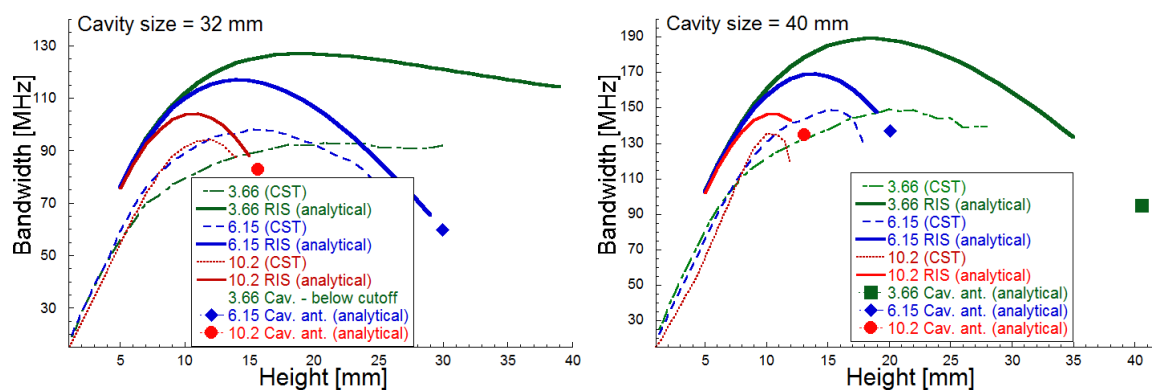 Cavity size = 32 mm
Bandwidth [MHz]
130
110
90
70
50
30
3.66 (CST)
3.66 RIS (analytical)
6.15 (CST)
6.15 RIS (analytical)
10.2 (CST)
10.2 RIS (analytical)
3.66 Cav. - below cutoff
6.15 Cav. ant. (analytical)
10.2 Cav. ant. (analytical)
5 10 15 20 25 30 35 40
Height [mm]
Cavity size = 40 mm
Bandwidth [MHz]
190
170
150
130
110
90
70
50
30
3.66 (CST)
3.66 RIS (analytical)
6.15 (CST)
6.15 RIS (analytical)
10.2 (CST)
10.2 RIS (analytical)
3.66 Cav. ant. (analytical)
6.15 Cav. ant. (analytical)
10.2 Cav. ant. (analytical)
5 10 15 20 25 30 35 40
Height [mm]